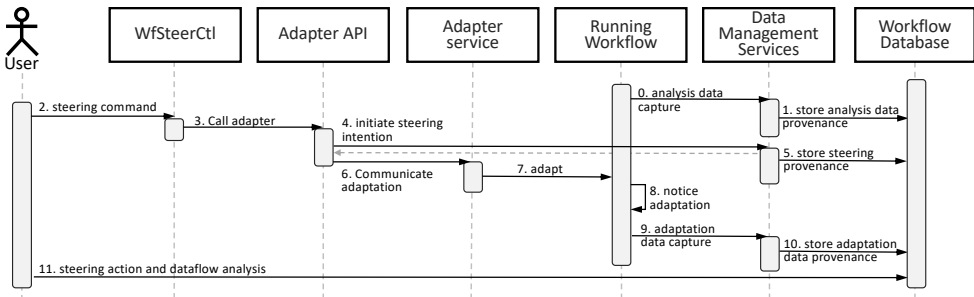 WfSteerCtl
Adapter API
Adapter
service
Running
Workflow
Data
Management
Services
Workflow
Database
User
0. analysis data
capture
1. store analysis data
provenance
2. steering command
3. Call adapter
4. initiate steering
intention
5. store steering
provenance
6. Communicate
adaptation
7. adapt
8. notice
adaptation
9. adaptation
data capture
10. store adaptation
data provenance
11. steering action and dataflow analysis